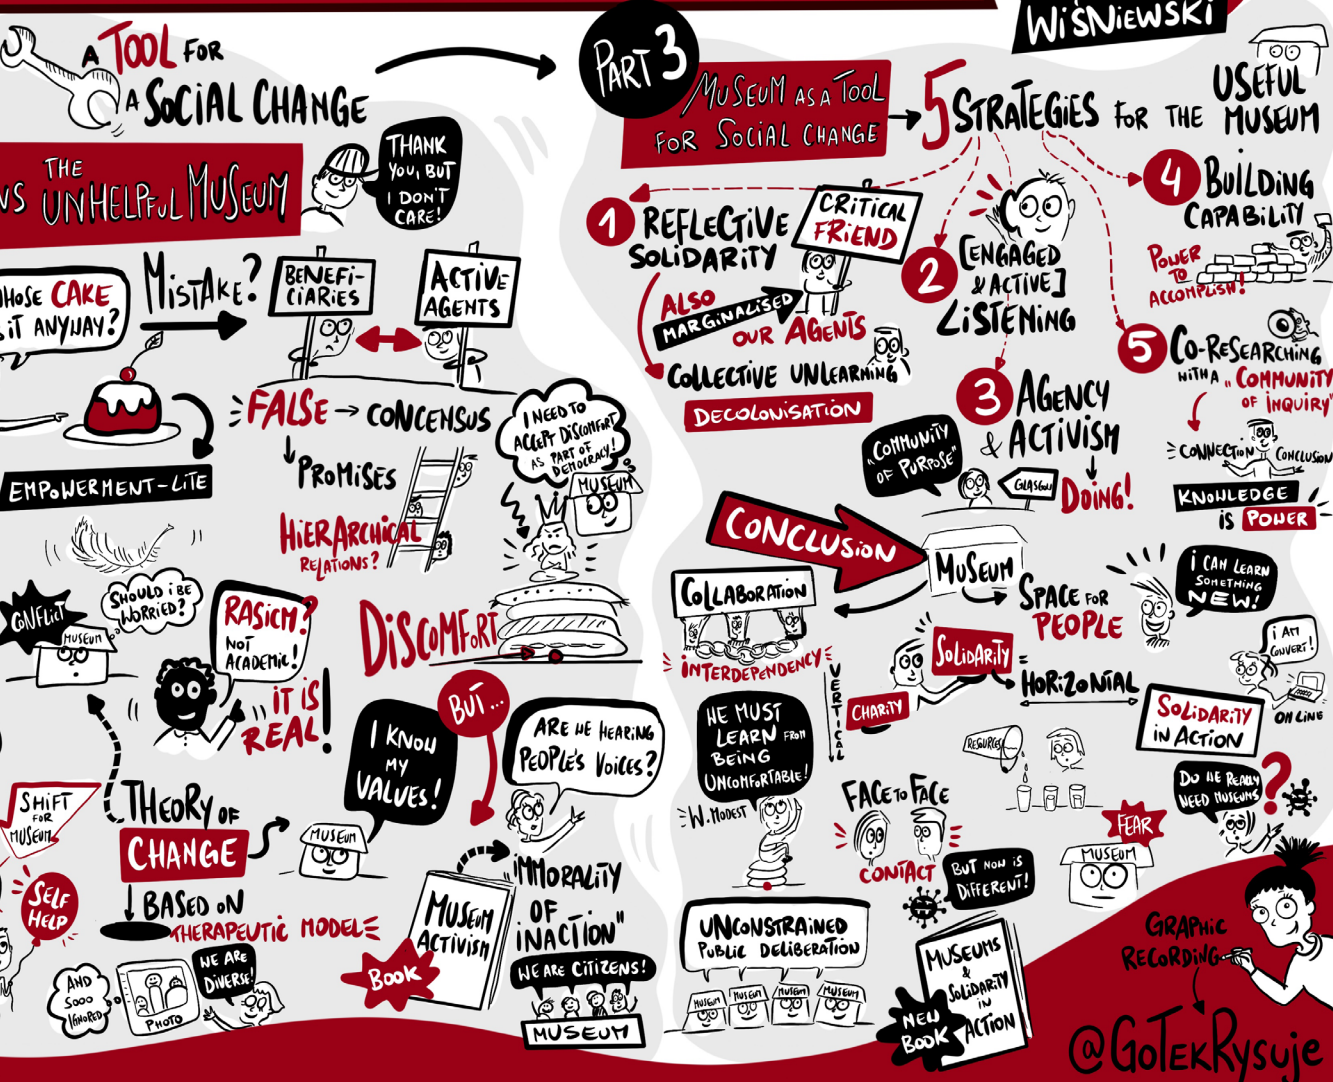 A TOOL FOR
A SOCIAL CHANGE
THE
UNHELPFUL MUSEUM
THANK
YOU, BUT
I DON'T
CARE!
CAKE
IT ANYWAY?
MISTAKE?
BENEFI-
CIARIES
ACTIVE
AGENTS
FALSE → CONCENSUS
PROMISES
HIERARCHICAL
RELATIONS?
EMPOWERMENT-LITE
I NEED TO
ACCEPT DISCOMFORT
AS PART OF
DEMOCRACY!
MUSEUM
DISCOMFORT
CONFLICT
MUSEUM
SHOULD I BE
WORRIED?
RASICM?
NOT
ACADEMIC!
"IT IS
REAL!
BUT...
I KNOW
MY
VALUES!
MUSEUM
ARE WE HEARING
PEOPLE'S VOICES?
SHIFT
FOR
MUSEUM
SELF
HELP
THEORY OF
CHANGE
BASED ON
THERAPEUTIC MODEL
AND
SOOO
IGNORED
PHOTO
WE ARE
DIVERSE!
MUSEUM
ACTIVISM
BOOK
IMMORALITY
OF
INACTION"
WE ARE CITIZENS!
MUSEUM
WIŚNIEWSKI
PART 3
MUSEUM AS A TOOL
FOR SOCIAL CHANGE
5 STRATEGIES FOR THE
USEFUL
MUSEUM
1 REFLECTIVE
SOLIDARITY
CRITICAL
FRIEND
ALSO
MARGINALISED
OUR AGENTS
COLLECTIVE UNLEARNING
DECOLONISATION
2 [ENGAGED
& ACTIVE]
LISTENING
3 AGENCY
& ACTIVISM
DOING!
"COMMUNITY
OF PURPOSE"
GLASGOW
4 BUILDING
CAPABILITY
POWER
TO
ACCOMPLISH!
5 CO-RESEARCHING
WITH A "COMMUNITY
OF INQUIRY"
CONNECTION
CONCLUSION
KNOWLEDGE
IS POWER
CONCLUSION
MUSEUM
COLLABORATION
INTERDEPENDENCY
SPACE FOR
PEOPLE
I CAN LEARN
SOMETHING
NEW!
I AM
COVERT!
ON LINE
SOLIDARITY
HORIZONTAL
VERTICAL
CHARITY
SOLIDARITY
IN ACTION
WE MUST
LEARN FROM
BEING
UNCOMFORTABLE!
W. MODEST
RESOURCES
FACE TO FACE
CONTACT
BUT NOW IS
DIFFERENT!
FEAR
MUSEUM
DO WE REALLY
NEED MUSEUMS
?
UNCONSTRAINED
PUBLIC DELIBERATION
MUSEUM
MUSEUM
MUSEUM
MUSEUM
MUSEUMS
&
SOLIDARITY
IN
ACTION
NEW
BOOK
GRAPHIC
RECORDING
@GOTEKRYSUJE